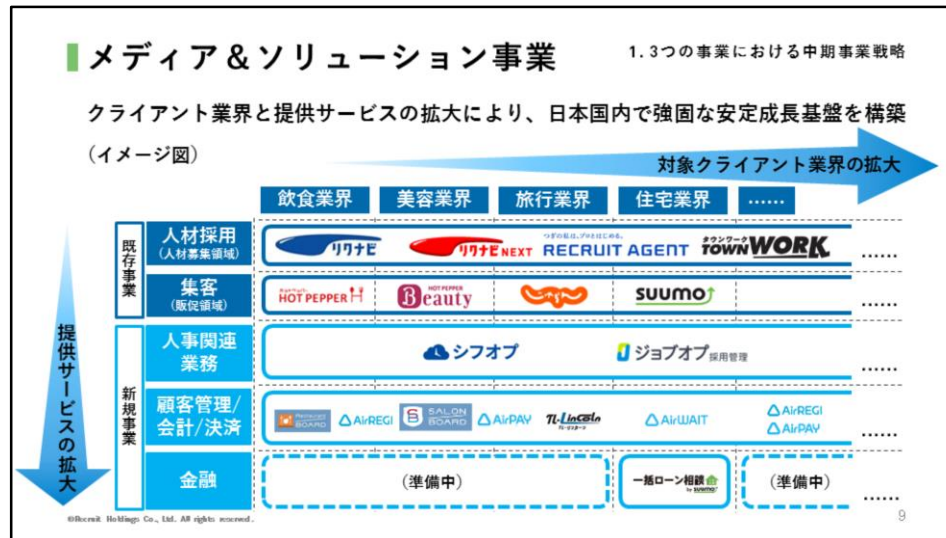 メディア＆ソリューション事業
1.3つの事業における中期事業戦略
クライアント業界と提供サービスの拡大により、日本国内で強固な安定成長基盤を構築
（イメージ図）
対象クライアント業界の拡大
飲食業界 美容業界 旅行業界 住宅業界 ……
提供サービスの拡大
既存事業
人材採用
（人材募集領域）
リクナビ
リクナビNEXT
つぎの私は、プロとはじめる。
RECRUIT AGENT
タウンワーク
TOWN WORK
……
集客
（販促領域）
HOT PEPPER
HOT PEPPER
Beauty
じゃらん
SUUMO
……
新規事業
人事関連
業務
シフオプ
ジョブオプ 採用管理
……
顧客管理/
会計/決済
RESTAURANT
BOARD
AirREGI
SALON
BOARD
AirPAY
TL-Lincoln
AirWAIT
AirREGI
AirPAY
……
金融
（準備中）
一括ローン相談
by SUUMO
（準備中）
……
©Recruit Holdings Co., Ltd. All rights reserved.
9